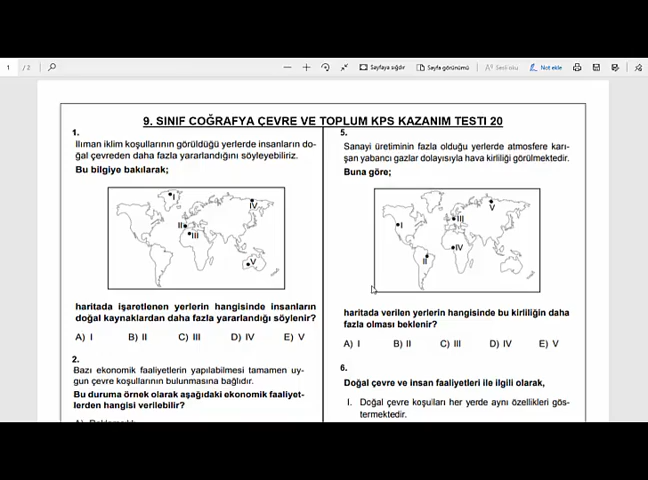 1 / 2
Sayfaya sığdır
Sayfa görünümü
Sesli oku
Not ekle
9. SINIF COĞRAFYA ÇEVRE VE TOPLUM KPS KAZANIM TESTI 20
1.
Ilıman iklim koşullarının görüldüğü yerlerde insanların do-
ğal çevreden daha fazla yararlandığını söyleyebiliriz.
Bu bilgiye bakılarak;
I
IV
II
III
V
haritada işaretlenen yerlerin hangisinde insanların
doğal kaynaklardan daha fazla yararlandığı söylenir?
A) I B) II C) III D) IV E) V
2.
Bazı ekonomik faaliyetlerin yapılabilmesi tamamen uy-
gun çevre koşullarının bulunmasına bağlıdır.
Bu duruma örnek olarak aşağıdaki ekonomik faaliyet-
lerden hangisi verilebilir?
5.
Sanayi üretiminin fazla olduğu yerlerde atmosfere karı-
şan yabancı gazlar dolayısıyla hava kirliliği görülmektedir.
Buna göre;
V
III
I
IV
II
haritada verilen yerlerin hangisinde bu kirliliğin daha
fazla olması beklenir?
A) I B) II C) III D) IV E) V
6.
Doğal çevre ve insan faaliyetleri ile ilgili olarak,
I. Doğal çevre koşulları her yerde aynı özellikleri gös-
termektedir.